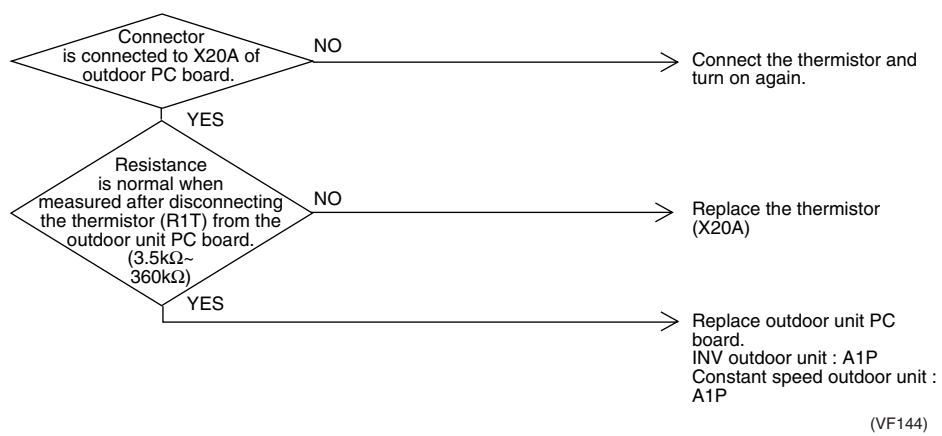 Connector
is connected to X20A of
outdoor PC board.
NO
Connect the thermistor and
turn on again.
YES
Resistance
is normal when
measured after disconnecting
the thermistor (R1T) from the
outdoor unit PC board.
(3.5kΩ~
360kΩ)
NO
Replace the thermistor
(X20A)
YES
Replace outdoor unit PC
board.
INV outdoor unit : A1P
Constant speed outdoor unit :
A1P
(VF144)